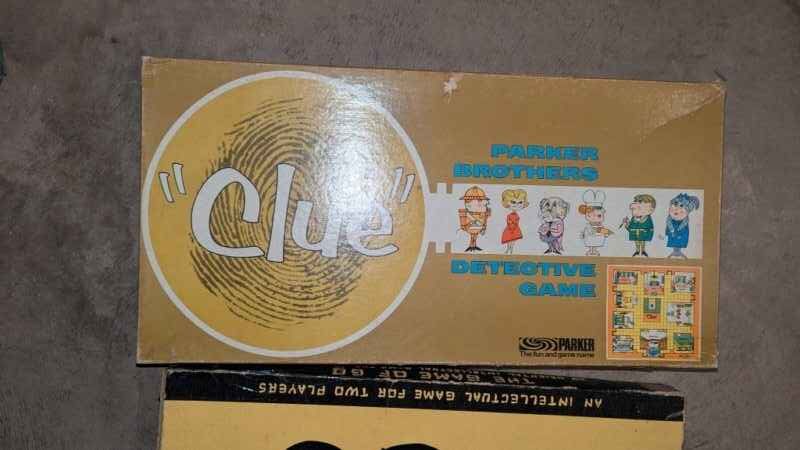 "Clue"
PARKER
BROTHERS
DETECTIVE
GAME
PARKER
The fun and game name
THE GAME OF GO
AN INTELLECTUAL GAME FOR TWO PLAYERS